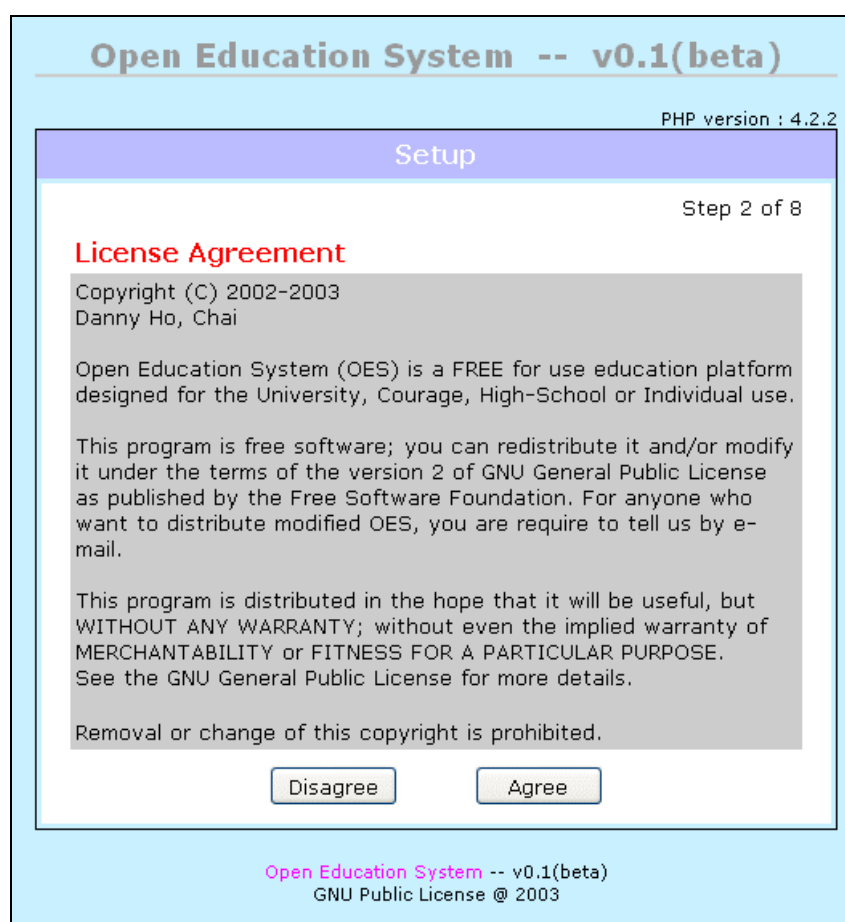 Open Education System -- v0.1(beta)
PHP version : 4.2.2
Setup
Step 2 of 8
License Agreement
Copyright (C) 2002-2003
Danny Ho, Chai
Open Education System (OES) is a FREE for use education platform
designed for the University, Courage, High-School or Individual use.
This program is free software; you can redistribute it and/or modify
it under the terms of the version 2 of GNU General Public License
as published by the Free Software Foundation. For anyone who
want to distribute modified OES, you are require to tell us by e-
mail.
This program is distributed in the hope that it will be useful, but
WITHOUT ANY WARRANTY; without even the implied warranty of
MERCHANTABILITY or FITNESS FOR A PARTICULAR PURPOSE.
See the GNU General Public License for more details.
Removal or change of this copyright is prohibited.
Disagree Agree
Open Education System -- v0.1(beta)
GNU Public License @ 2003